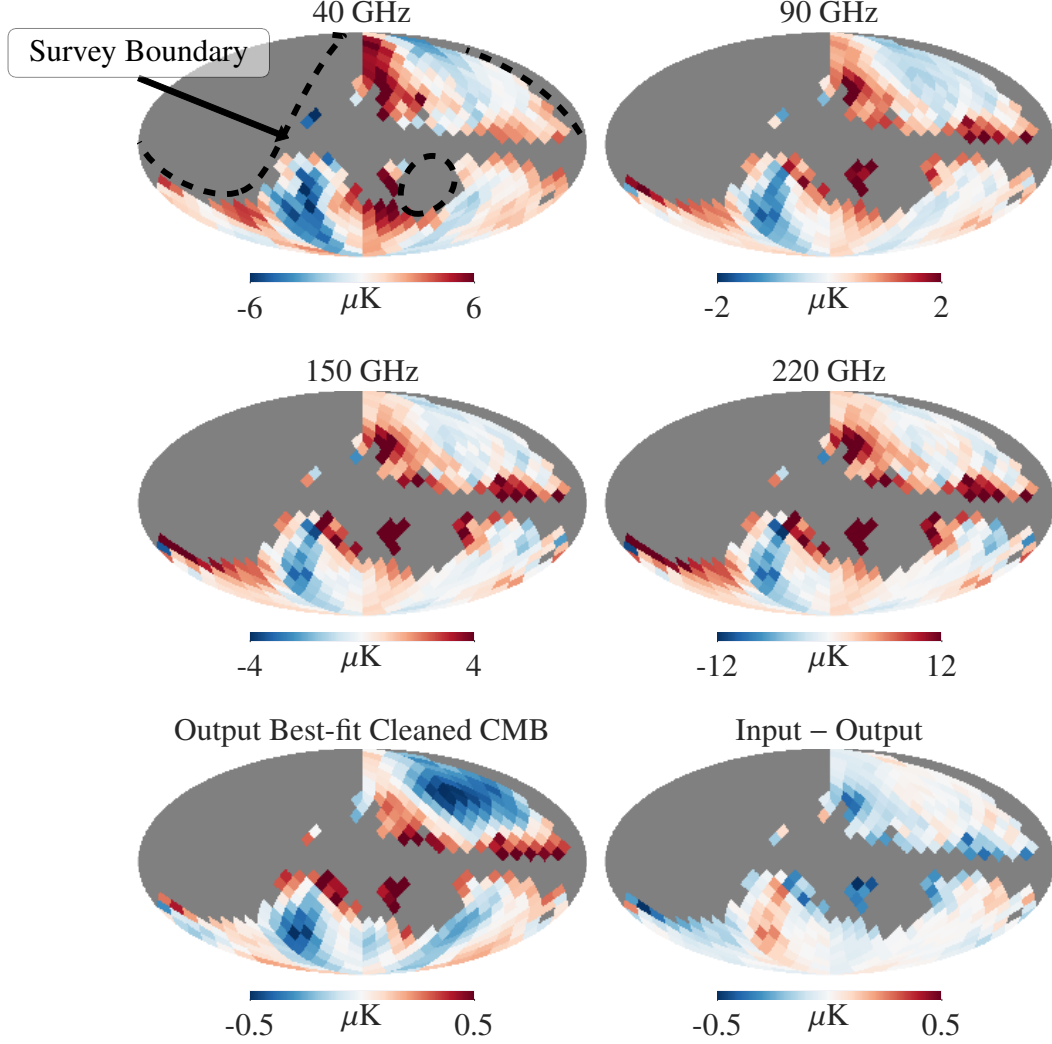 40 GHz
90 GHz
Survey Boundary
-6 μK 6
-2 μK 2
150 GHz
220 GHz
-4 μK 4
-12 μK 12
Output Best-fit Cleaned CMB
Input – Output
-0.5 μK 0.5
-0.5 μK 0.5